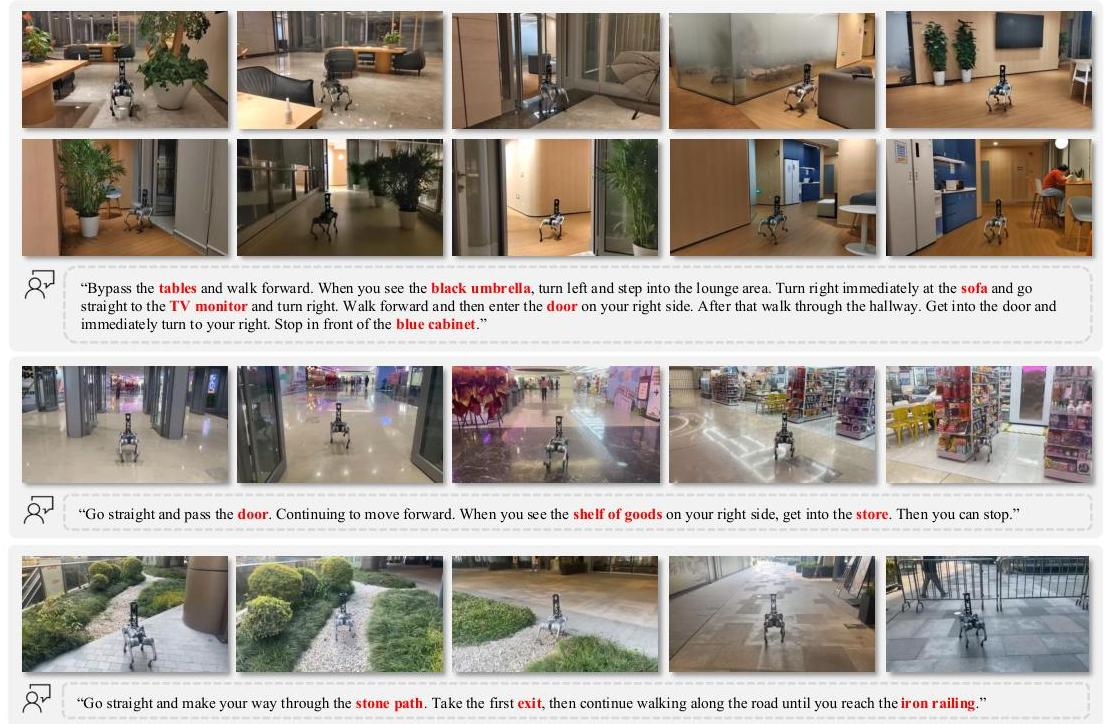 “Bypass the tables and walk forward. When you see the black umbrella, turn left and step into the lounge area. Turn right immediately at the sofa and go
straight to the TV monitor and turn right. Walk forward and then enter the door on your right side. After that walk through the hallway. Get into the door and
immediately turn to your right. Stop in front of the blue cabinet.”
“Go straight and pass the door. Continuing to move forward. When you see the shelf of goods on your right side, get into the store. Then you can stop.”
“Go straight and make your way through the stone path. Take the first exit, then continue walking along the road until you reach the iron railing.”